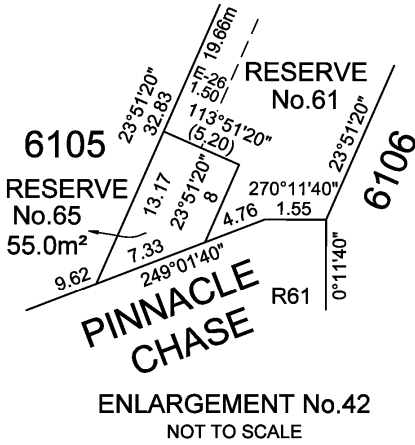 19.66m
E-26
1.50
RESERVE
No.61
23°51'20"
32.83
113°51'20"
(5.20)
6105
23°51'20"
6106
RESERVE
No.65
55.0m²
13.17
23°51'20"
8
270°11'40"
1.55
4.76
7.33
9.62
249°01'40"
0°11'40"
R61
PINNACLE
CHASE
ENLARGEMENT No.42
NOT TO SCALE